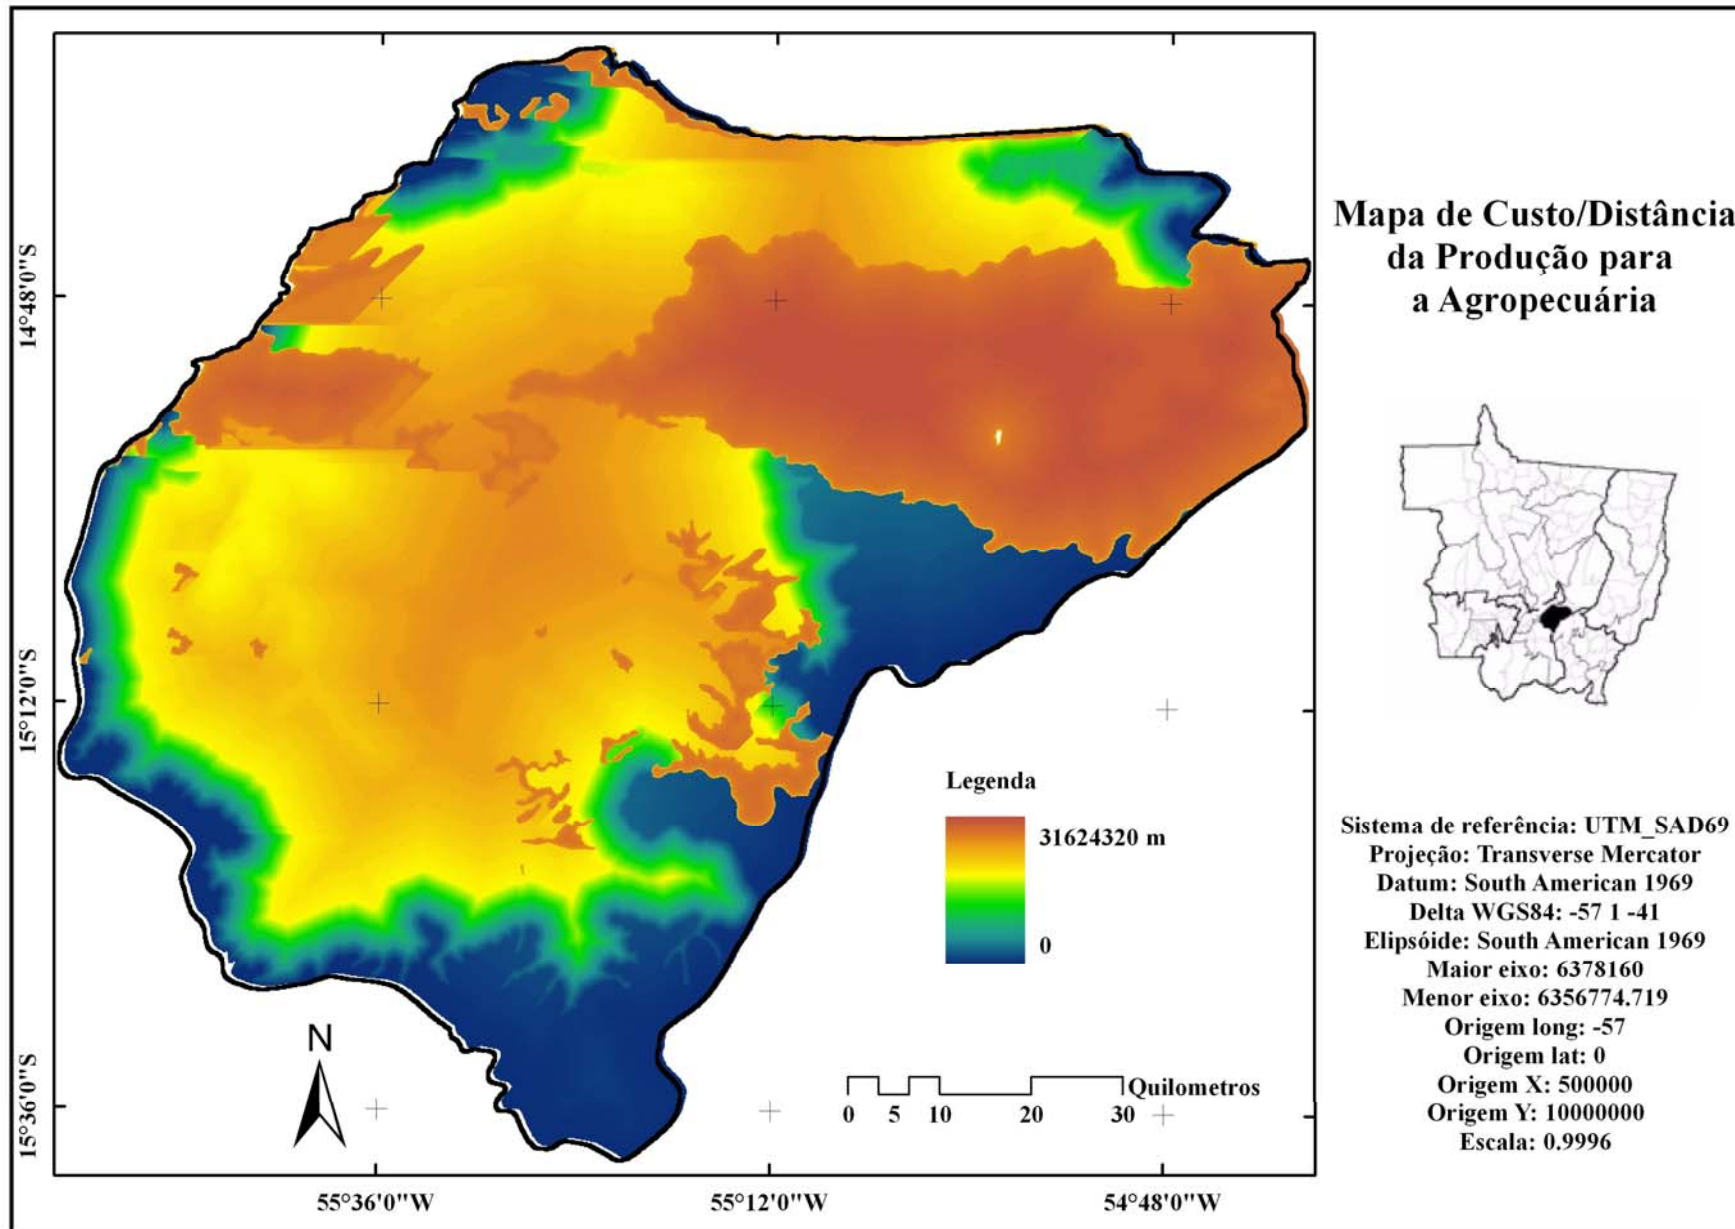 Mapa de Custo/Distância
da Produção para
a Agropecuária
14°48'0"S
15°12'0"S
15°36'0"S
55°36'0"W
55°12'0"W
54°48'0"W
Legenda
31624320 m
0
N
Quilometros
0 5 10 20 30
Sistema de referência: UTM_SAD69
Projeção: Transverse Mercator
Datum: South American 1969
Delta WGS84: -57 1 -41
Elipsóide: South American 1969
Maior eixo: 6378160
Menor eixo: 6356774.719
Origem long: -57
Origem lat: 0
Origem X: 500000
Origem Y: 10000000
Escala: 0.9996